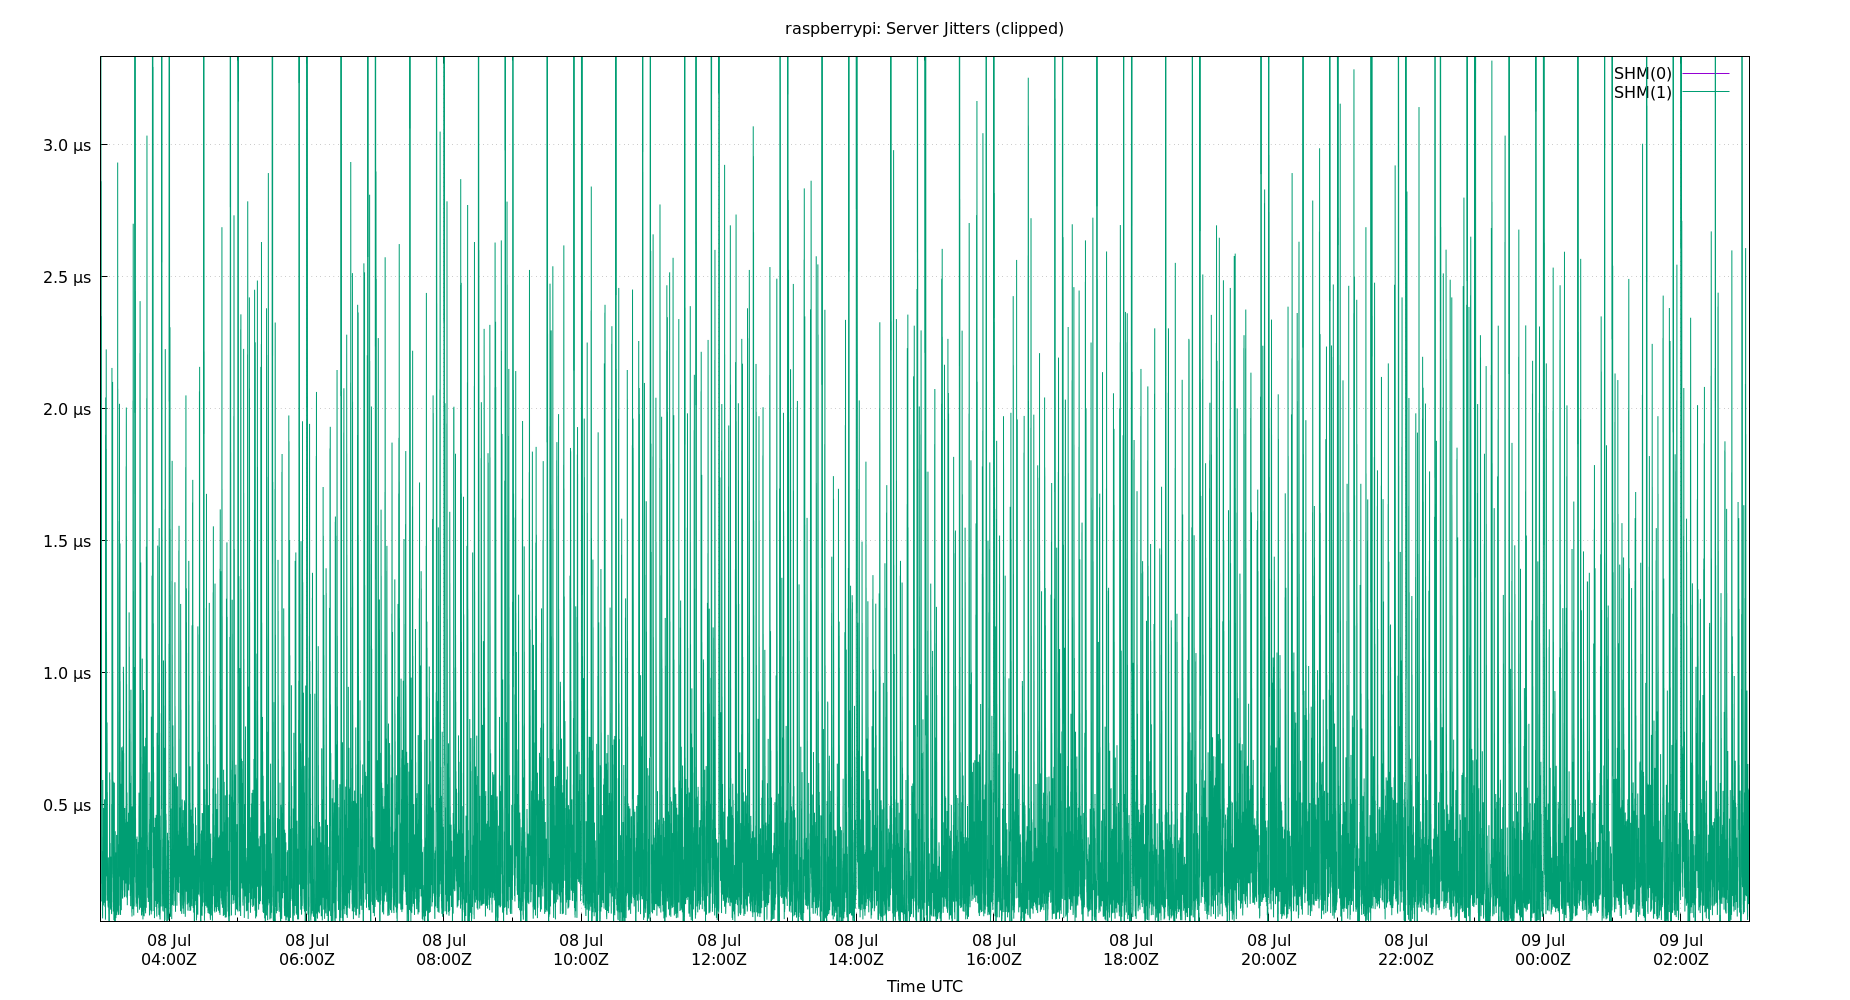 raspberrypi: Server Jitters (clipped)
SHM(0)
SHM(1)
3.0 µs
2.5 µs
2.0 µs
1.5 µs
1.0 µs
0.5 µs
08 Jul 08 Jul 08 Jul 08 Jul 08 Jul 08 Jul 08 Jul 08 Jul 08 Jul 08 Jul 09 Jul 09 Jul
04:00Z 06:00Z 08:00Z 10:00Z 12:00Z 14:00Z 16:00Z 18:00Z 20:00Z 22:00Z 00:00Z 02:00Z
Time UTC